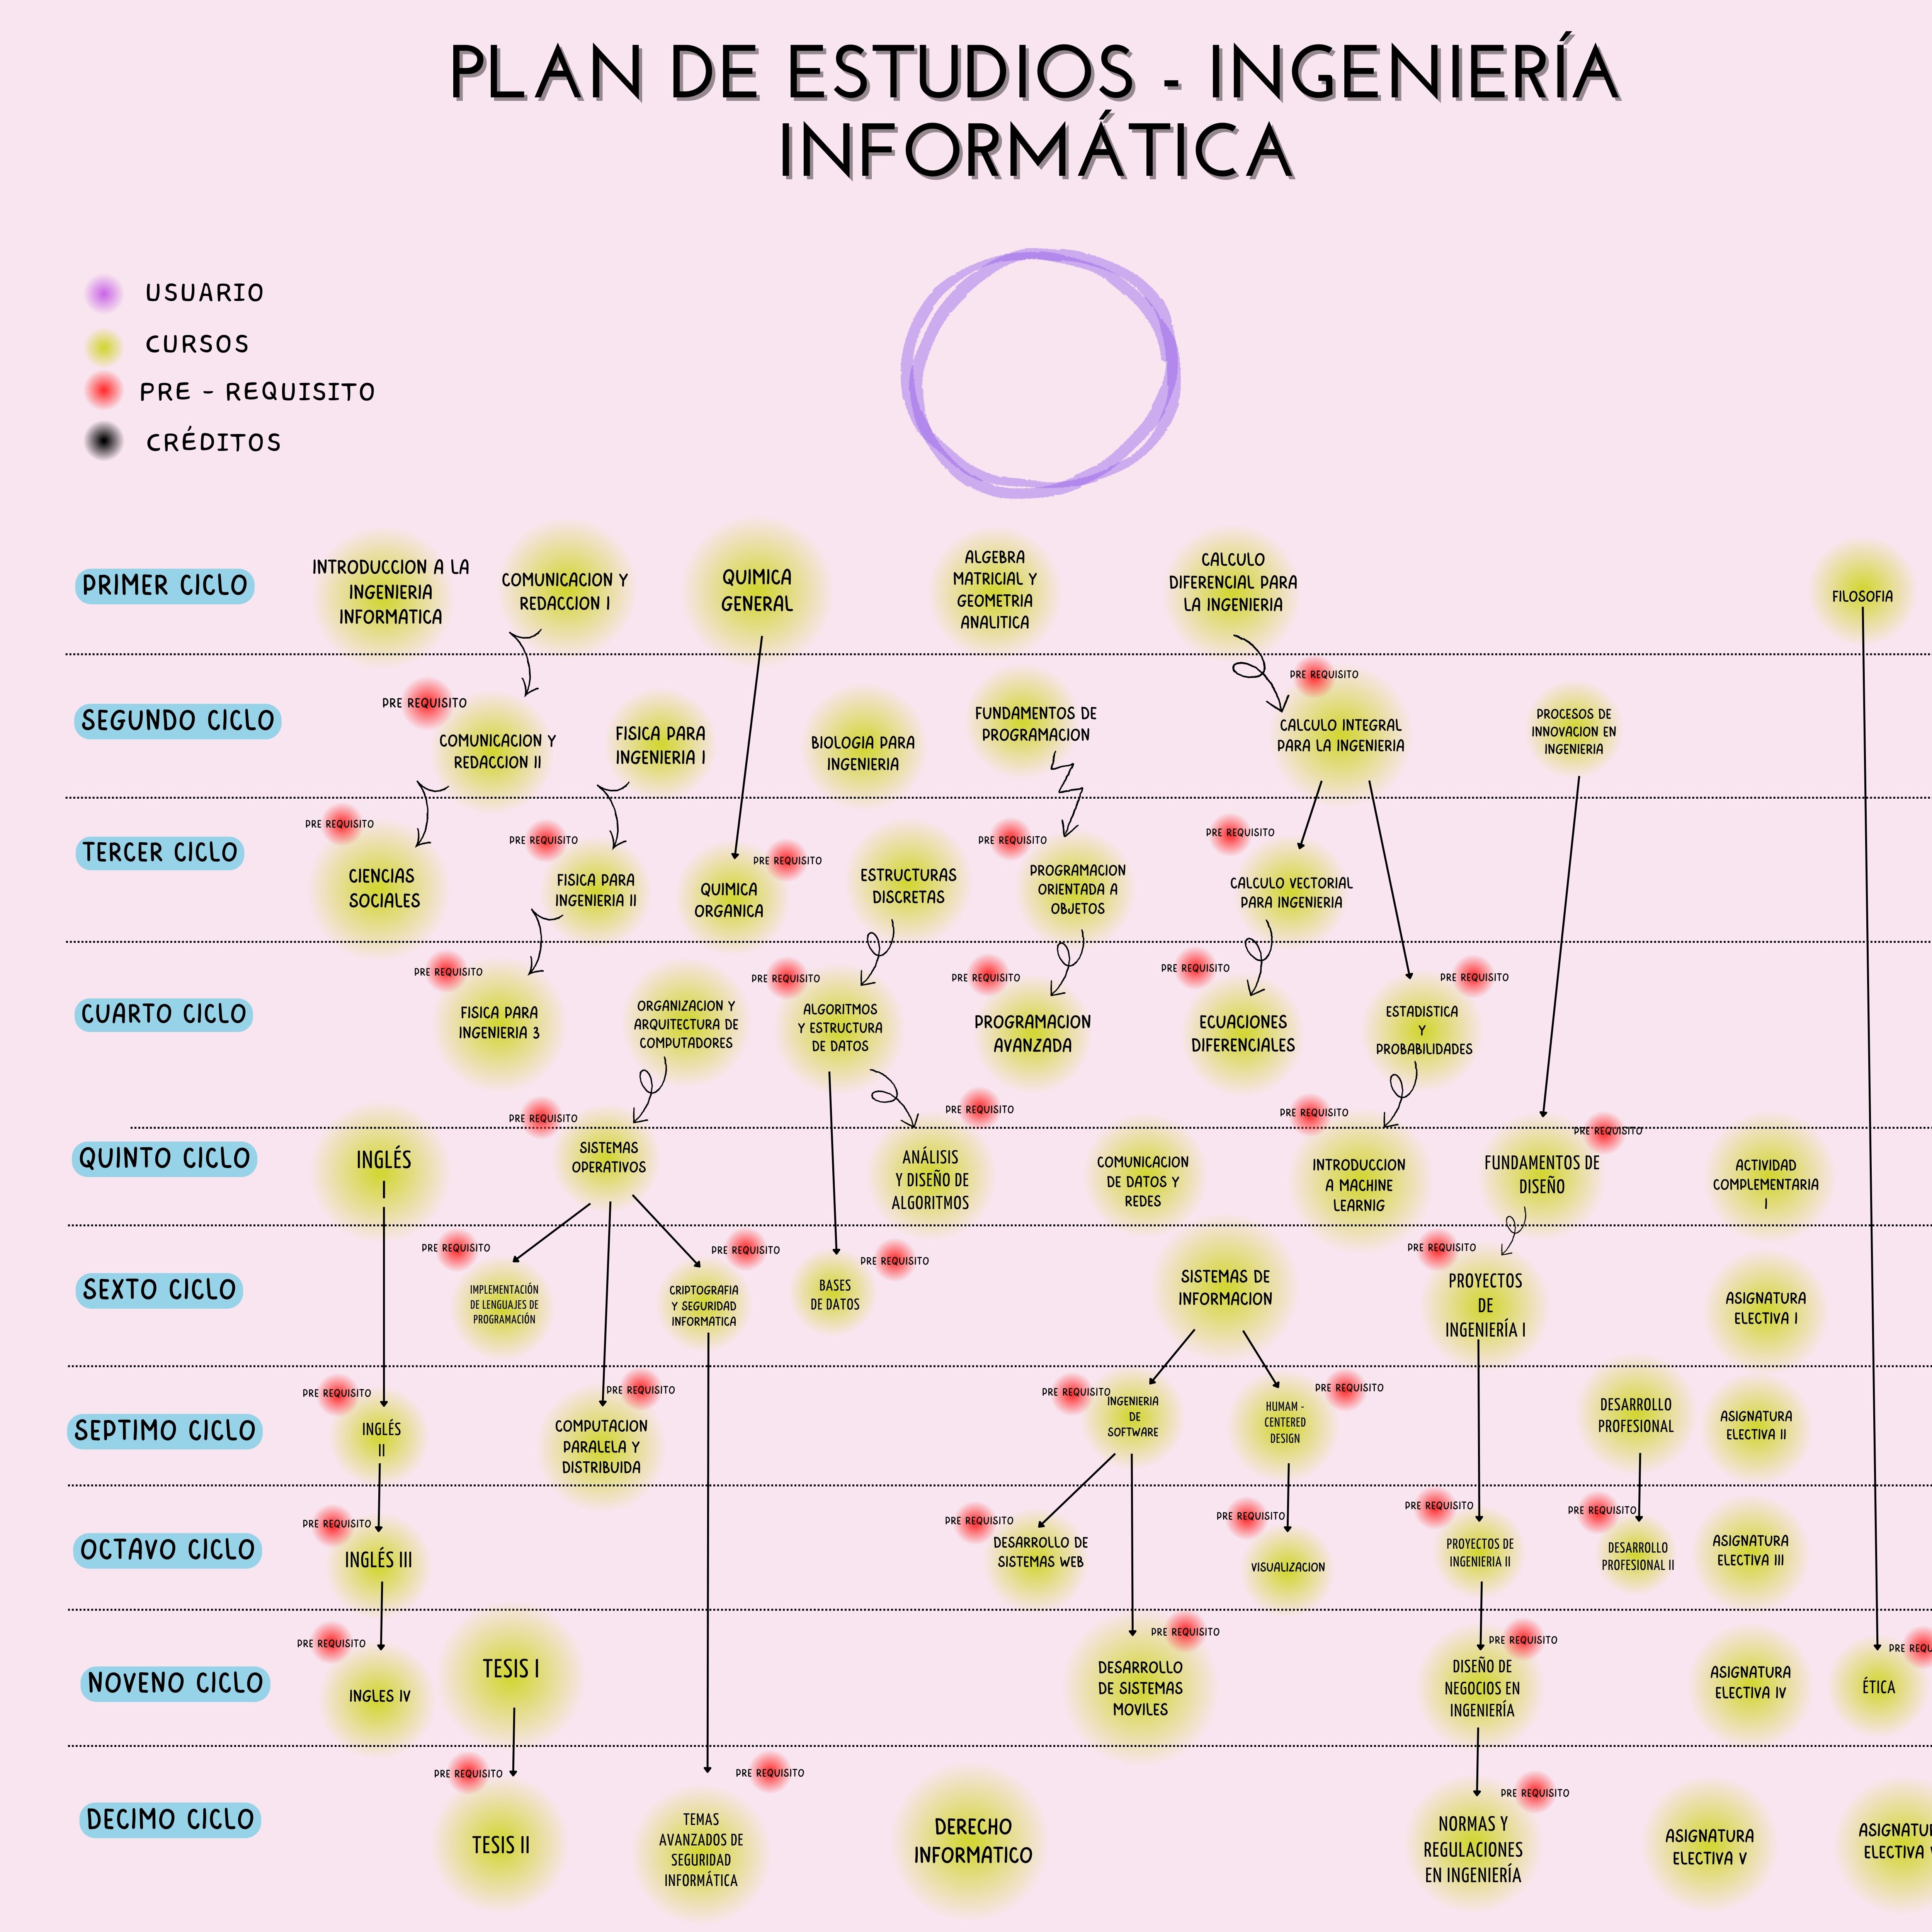 PLAN DE ESTUDIOS - INGENIERÍA
INFORMÁTICA
USUARIO
CURSOS
PRE - REQUISITO
CRÉDITOS
PRIMER CICLO
INTRODUCCION A LA
INGENIERIA
INFORMATICA
COMUNICACION Y
REDACCION I
QUIMICA
GENERAL
ALGEBRA
MATRICIAL Y
GEOMETRIA
ANALITICA
CALCULO
DIFERENCIAL PARA
LA INGENIERIA
FILOSOFIA
SEGUNDO CICLO
PRE REQUISITO
COMUNICACION Y
REDACCION II
FISICA PARA
INGENIERIA I
BIOLOGIA PARA
INGENIERIA
FUNDAMENTOS DE
PROGRAMACION
PRE REQUISITO
CALCULO INTEGRAL
PARA LA INGENIERIA
PROCESOS DE
INNOVACION EN
INGENIERIA
TERCER CICLO
PRE REQUISITO
CIENCIAS
SOCIALES
PRE REQUISITO
FISICA PARA
INGENIERIA II
PRE REQUISITO
QUIMICA
ORGANICA
ESTRUCTURAS
DISCRETAS
PRE REQUISITO
PROGRAMACION
ORIENTADA A
OBJETOS
PRE REQUISITO
CALCULO VECTORIAL
PARA INGENIERIA
CUARTO CICLO
PRE REQUISITO
FISICA PARA
INGENIERIA 3
ORGANIZACION Y
ARQUITECTURA DE
COMPUTADORES
PRE REQUISITO
ALGORITMOS
Y ESTRUCTURA
DE DATOS
PRE REQUISITO
PROGRAMACION
AVANZADA
PRE REQUISITO
ECUACIONES
DIFERENCIALES
PRE REQUISITO
ESTADISTICA
Y
PROBABILIDADES
QUINTO CICLO
INGLÉS
I
PRE REQUISITO
SISTEMAS
OPERATIVOS
PRE REQUISITO
ANÁLISIS
Y DISEÑO DE
ALGORITMOS
COMUNICACION
DE DATOS Y
REDES
PRE REQUISITO
INTRODUCCION
A MACHINE
LEARNIG
PRE REQUISITO
FUNDAMENTOS DE
DISEÑO
ACTIVIDAD
COMPLEMENTARIA
I
SEXTO CICLO
PRE REQUISITO
IMPLEMENTACIÓN
DE LENGUAJES DE
PROGRAMACIÓN
PRE REQUISITO
CRIPTOGRAFIA
Y SEGURIDAD
INFORMATICA
PRE REQUISITO
BASES
DE DATOS
SISTEMAS DE
INFORMACION
PRE REQUISITO
PROYECTOS
DE
INGENIERÍA I
ASIGNATURA
ELECTIVA I
SEPTIMO CICLO
PRE REQUISITO
INGLÉS
II
PRE REQUISITO
COMPUTACION
PARALELA Y
DISTRIBUIDA
PRE REQUISITO
INGENIERIA
DE
SOFTWARE
PRE REQUISITO
HUMAM -
CENTERED
DESIGN
DESARROLLO
PROFESIONAL
ASIGNATURA
ELECTIVA II
OCTAVO CICLO
PRE REQUISITO
INGLÉS III
PRE REQUISITO
DESARROLLO DE
SISTEMAS WEB
PRE REQUISITO
VISUALIZACION
PRE REQUISITO
PROYECTOS DE
INGENIERIA II
PRE REQUISITO
DESARROLLO
PROFESIONAL II
ASIGNATURA
ELECTIVA III
NOVENO CICLO
PRE REQUISITO
INGLES IV
TESIS I
PRE REQUISITO
DESARROLLO
DE SISTEMAS
MOVILES
PRE REQUISITO
DISEÑO DE
NEGOCIOS EN
INGENIERÍA
ASIGNATURA
ELECTIVA IV
PRE
ÉTICA
DECIMO CICLO
PRE REQUISITO
TESIS II
PRE REQUISITO
TEMAS
AVANZADOS DE
SEGURIDAD
INFORMÁTICA
DERECHO
INFORMATICO
PRE REQUISITO
NORMAS Y
REGULACIONES
EN INGENIERÍA
ASIGNATURA
ELECTIVA V
ELECTIVA